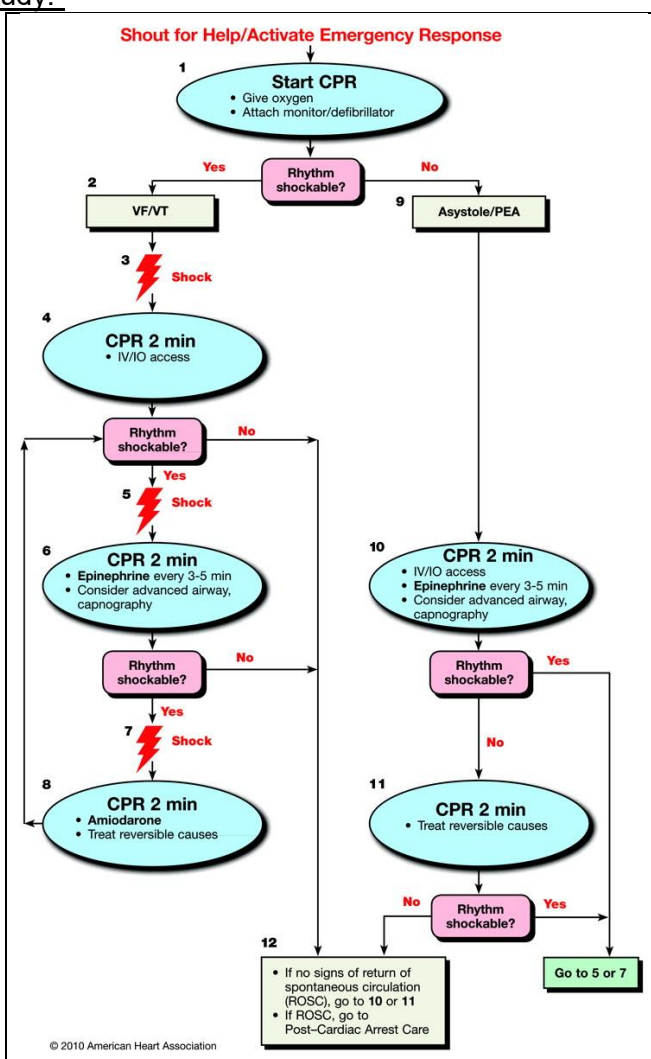 Shout for Help/Activate Emergency Response
1
Start CPR
• Give oxygen
• Attach monitor/defibrillator
Yes
Rhythm
shockable?
No
2
VF/VT
9
Asystole/PEA
3
Shock
4
CPR 2 min
• IV/IO access
Rhythm
shockable?
No
Yes
5
Shock
6
CPR 2 min
• Epinephrine every 3-5 min
• Consider advanced airway,
capnography
Rhythm
shockable?
No
Yes
7
Shock
8
CPR 2 min
• Amiodarone
• Treat reversible causes
10
CPR 2 min
• IV/IO access
• Epinephrine every 3-5 min
• Consider advanced airway,
capnography
Rhythm
shockable?
Yes
No
11
CPR 2 min
• Treat reversible causes
No
Rhythm
shockable?
Yes
12
• If no signs of return of
spontaneous circulation
(ROSC), go to 10 or 11
• If ROSC, go to
Post–Cardiac Arrest Care
Go to 5 or 7
© 2010 American Heart Association